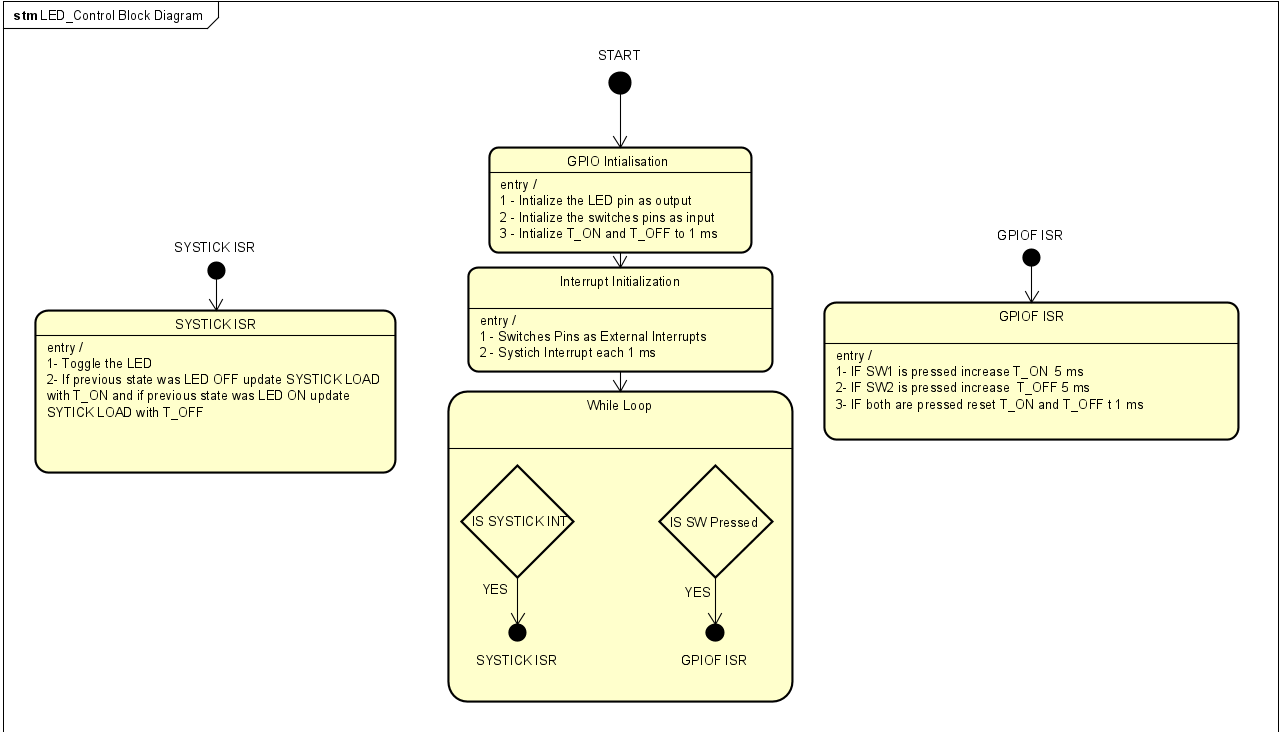 stm LED_Control Block Diagram
START
GPIO Intialisation
entry /
1 - Intialize the LED pin as output
2 - Intialize the switches pins as input
3 - Intialize T_ON and T_OFF to 1 ms
SYSTICK ISR
SYSTICK ISR
entry /
1- Toggle the LED
2- If previous state was LED OFF update SYSTICK LOAD
with T_ON and if previous state was LED ON update
SYTICK LOAD with T_OFF
Interrupt Initialization
entry /
1 - Switches Pins as External Interrupts
2 - Systich Interrupt each 1 ms
GPIOF ISR
GPIOF ISR
entry /
1- IF SW1 is pressed increase T_ON 5 ms
2- IF SW2 is pressed increase T_OFF 5 ms
3- IF both are pressed reset T_ON and T_OFF t 1 ms
While Loop
IS SYSTICK INT
YES
SYSTICK ISR
IS SW Pressed
YES
GPIOF ISR